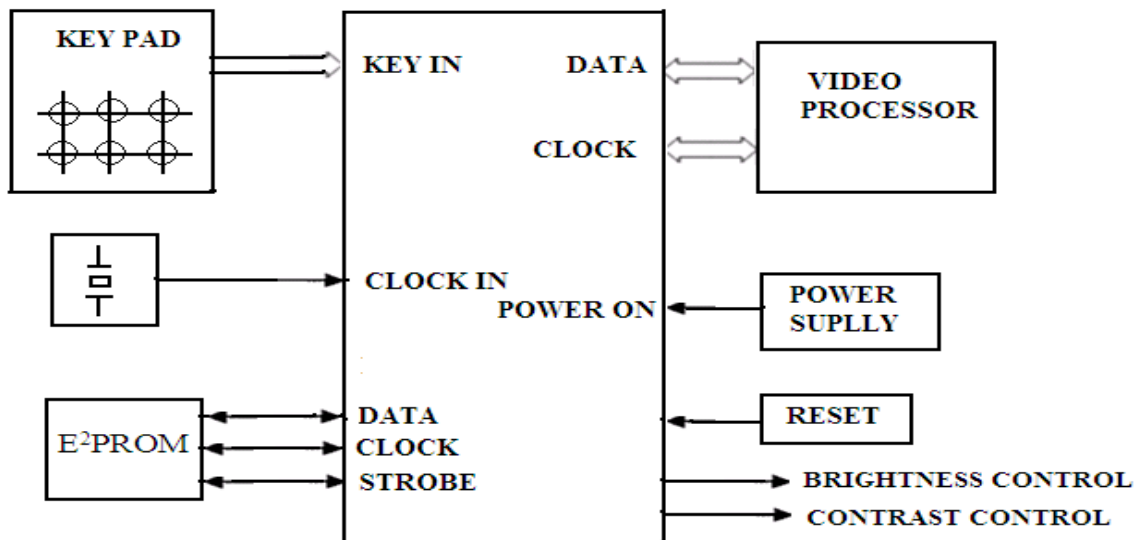 KEY PAD
KEY IN
DATA
VIDEO
PROCESSOR
CLOCK
CLOCK IN
POWER ON
POWER
SUPLLY
E²PROM
DATA
CLOCK
STROBE
RESET
BRIGHTNESS CONTROL
CONTRAST CONTROL